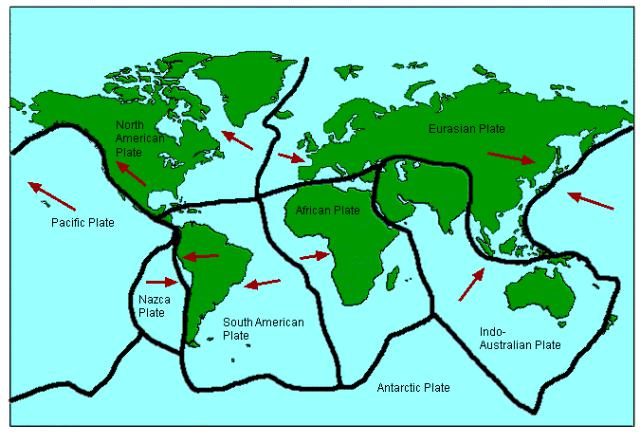 North
American
Plate
Eurasian Plate
Pacific Plate
African Plate
Nazca
Plate
South American
Plate
Indo-
Australian Plate
Antarctic Plate